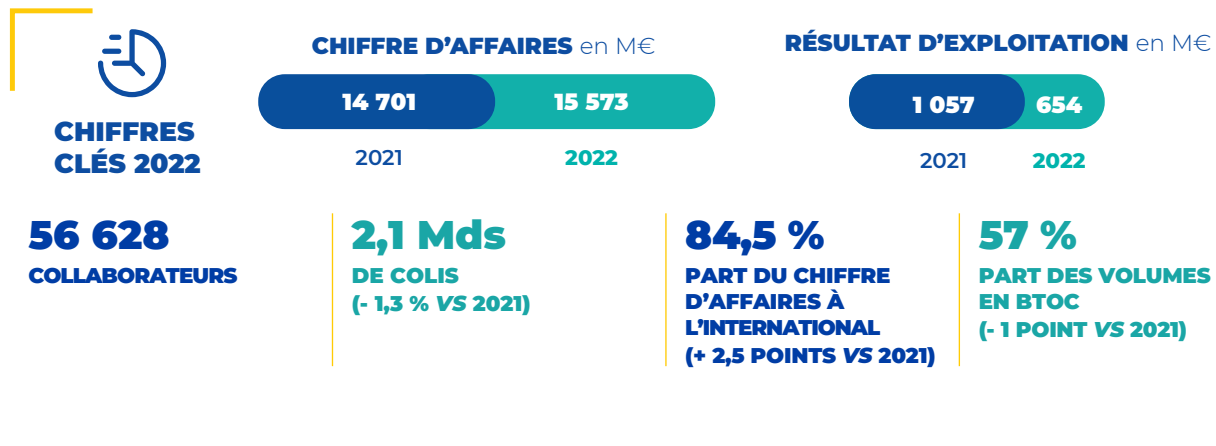 CHIFFRES
CLÉS 2022
CHIFFRE D'AFFAIRES en M€
14 701 15 573
2021 2022
RÉSULTAT D'EXPLOITATION en M€
1 057 654
2021 2022
56 628
COLLABORATEURS
2,1 Mds
DE COLIS
(- 1,3 % VS 2021)
84,5 %
PART DU CHIFFRE
D'AFFAIRES À
L'INTERNATIONAL
(+ 2,5 POINTS VS 2021)
57 %
PART DES VOLUMES
EN BTOC
(- 1 POINT VS 2021)